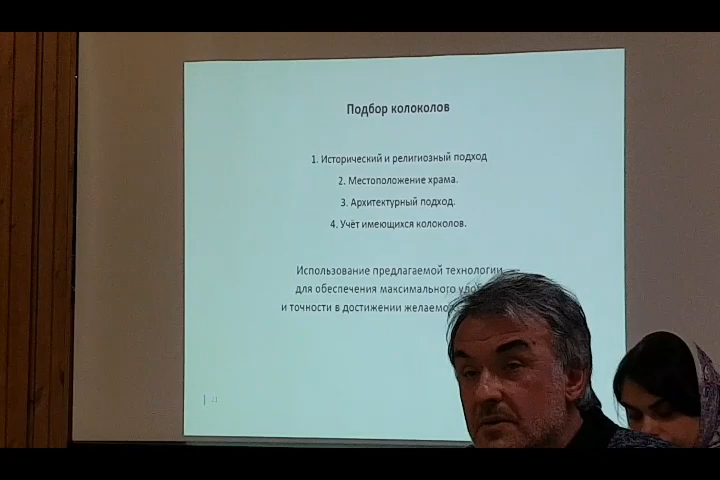 Подбор колоколов
1. Исторический и религиозный подход
2. Местоположение храма.
3. Архитектурный подход.
4. Учёт имеющихся колоколов.
Использование предлагаемой технологии
для обеспечения максимального
и точности в достижении
21